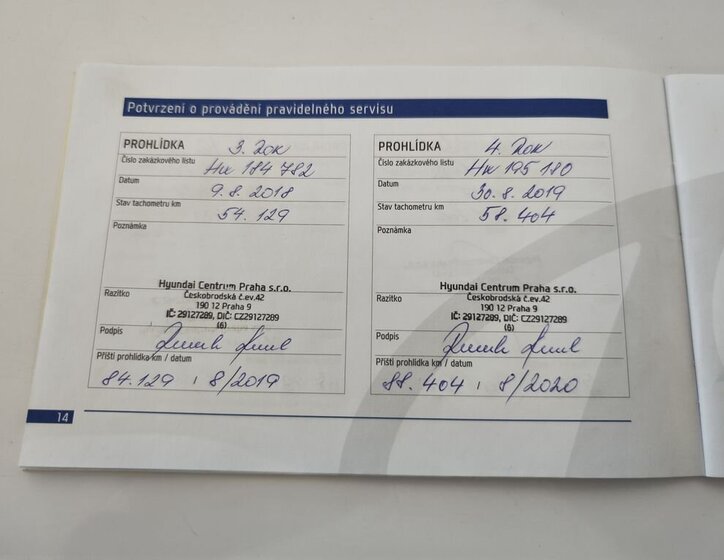 Potvrzení o provádění pravidelného servisu
PROHLÍDKA 3. ROK
Číslo zakázkového listu HK 184 782
Datum 9.8.2018
Stav tachometru km 54.129
Poznámka
Hyundai Centrum Praha s.r.o.
Razítko Českobrodská č.ev.42
190 12 Praha 9
IČ: 29127289, DIČ: CZ29127289
(6)
Podpis
Příští prohlídka km / datum
84.129 / 8/2019
PROHLÍDKA 4. ROK
Číslo zakázkového listu HK 195 180
Datum 30.8.2019
Stav tachometru km 58.404
Poznámka
Hyundai Centrum Praha s.r.o.
Razítko Českobrodská č.ev.42
190 12 Praha 9
IČ: 29127289, DIČ: CZ29127289
(6)
Podpis
Příští prohlídka km / datum
88.404 / 8/2020
14